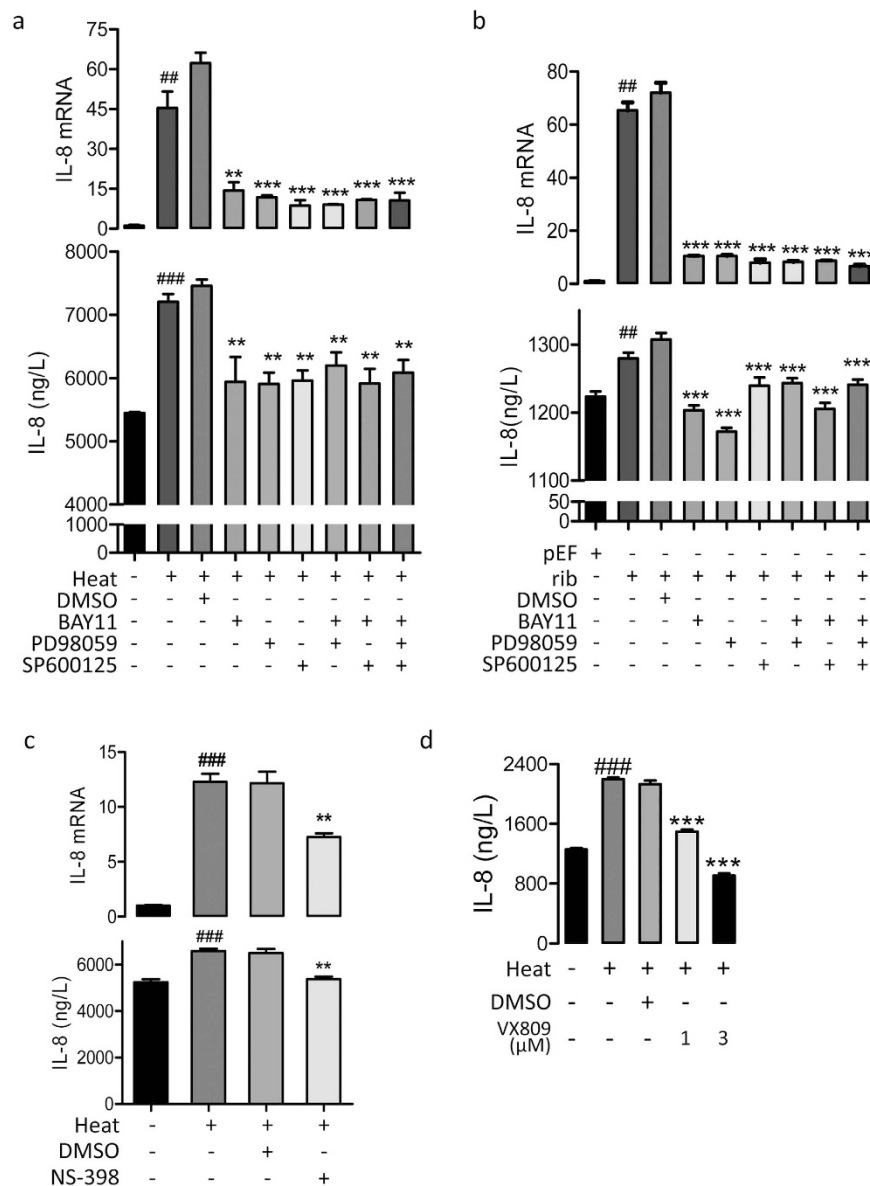 a
75
60
45
30
15
0
IL-8 mRNA
## ** *** *** *** *** ***
8000
7000
6000
5000
4000
1000
0
IL-8 (ng/L)
### ** ** ** ** ** **
Heat - + + + + + + + +
DMSO - - + - - - - - -
BAY11 - - - + - - + + +
PD98059 - - - - + - + - +
SP600125 - - - - - + - + +
b
80
60
40
20
0
IL-8 mRNA
## *** *** *** *** *** ***
1300
1200
1100
50
0
IL-8(ng/L)
## *** *** *** *** *** ***
pEF + - - - - - - - -
rib - + + + + + + + +
DMSO - - + - - - - - -
BAY11 - - - + - - + + +
PD98059 - - - - + - + - +
SP600125 - - - - - + - + +
c
15
10
5
0
IL-8 mRNA
### **
6000
4000
2000
0
IL-8 (ng/L)
### **
Heat - + + +
DMSO - - + -
NS-398 - - - +
d
2400
1600
800
0
IL-8 (ng/L)
### *** ***
Heat - + + + +
DMSO - - + - -
VX809 - - - 1 3
(μM)